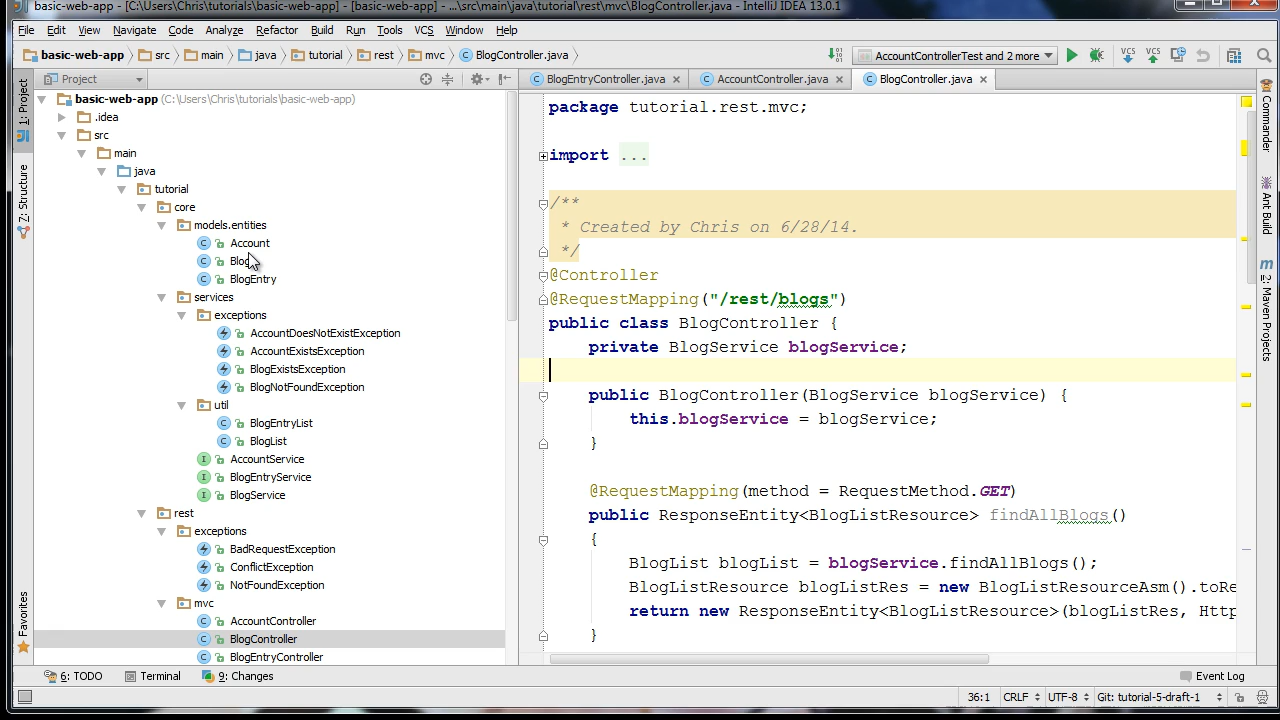 basic-web-app - [C:\Users\Chris\tutorials\basic-web-app] - [basic-web-app] - ...\src\main\java\tutorial\rest\mvc\BlogController.java - IntelliJ IDEA 13.0.1
File Edit View Navigate Code Analyze Refactor Build Run Tools VCS Window Help
basic-web-app src main java tutorial rest mvc BlogController.java AccountControllerTest and 2 more VCS VCS
Project BlogEntryController.java AccountController.java BlogController.java
1: Project
7: Structure
Favorites
basic-web-app (C:\Users\Chris\tutorials\basic-web-app)
.idea
src
main
java
tutorial
core
models.entities
Account
Blog
BlogEntry
services
exceptions
AccountDoesNotExistException
AccountExistsException
BlogExistsException
BlogNotFoundException
util
BlogEntryList
BlogList
AccountService
BlogEntryService
BlogService
rest
exceptions
BadRequestException
ConflictException
NotFoundException
mvc
AccountController
BlogController
BlogEntryController
package tutorial.rest.mvc;
import ...
/**
* Created by Chris on 6/28/14.
*/
@Controller
@RequestMapping("/rest/blogs")
public class BlogController {
private BlogService blogService;
public BlogController(BlogService blogService) {
this.blogService = blogService;
}
@RequestMapping(method = RequestMethod.GET)
public ResponseEntity<BlogListResource> findAllBlogs()
{
BlogList blogList = blogService.findAllBlogs();
BlogListResource blogListRes = new BlogListResourceAsm().toRe
return new ResponseEntity<BlogListResource>(blogListRes, Http
}
Commander
Ant Build
m
2: Maven Projects
6: TODO Terminal 9: Changes Event Log
36:1 CRLF UTF-8 Git: tutorial-5-draft-1